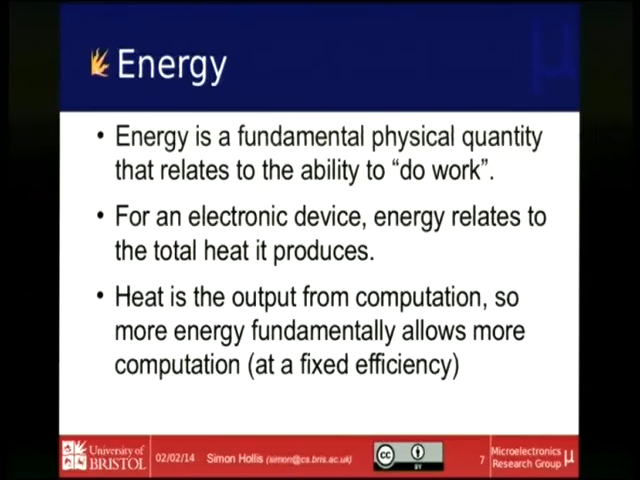 Energy
• Energy is a fundamental physical quantity
that relates to the ability to “do work”.
• For an electronic device, energy relates to
the total heat it produces.
• Heat is the output from computation, so
more energy fundamentally allows more
computation (at a fixed efficiency)
University of
BRISTOL
02/02/14
Simon Hollis (simon@cs.bris.ac.uk)
cc
BY
7
Microelectronics
Research Group
μ